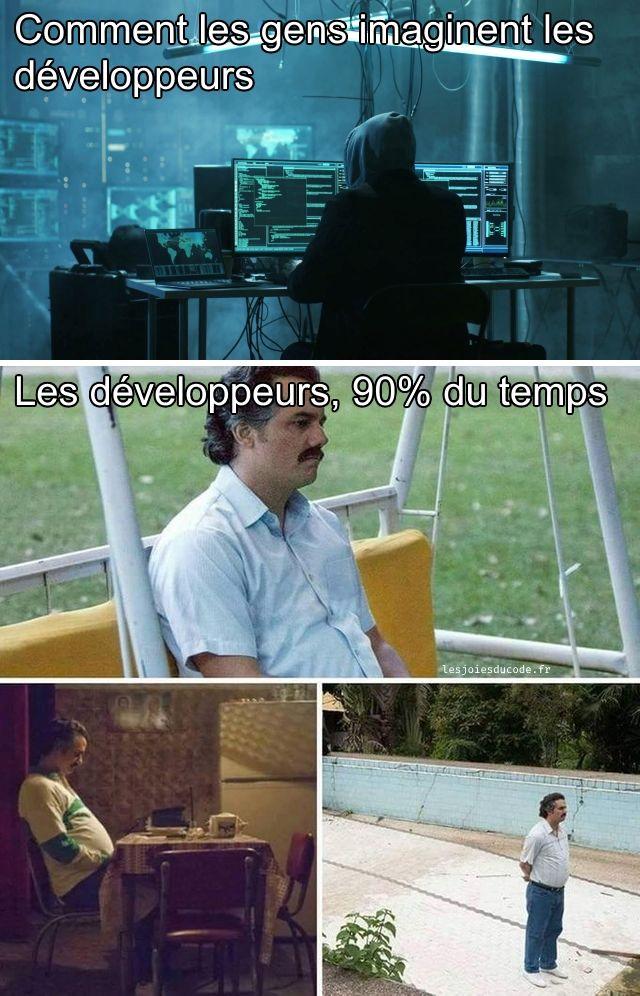 Comment les gens imaginent les
développeurs
Les développeurs, 90% du temps
lesjoiesducode.fr